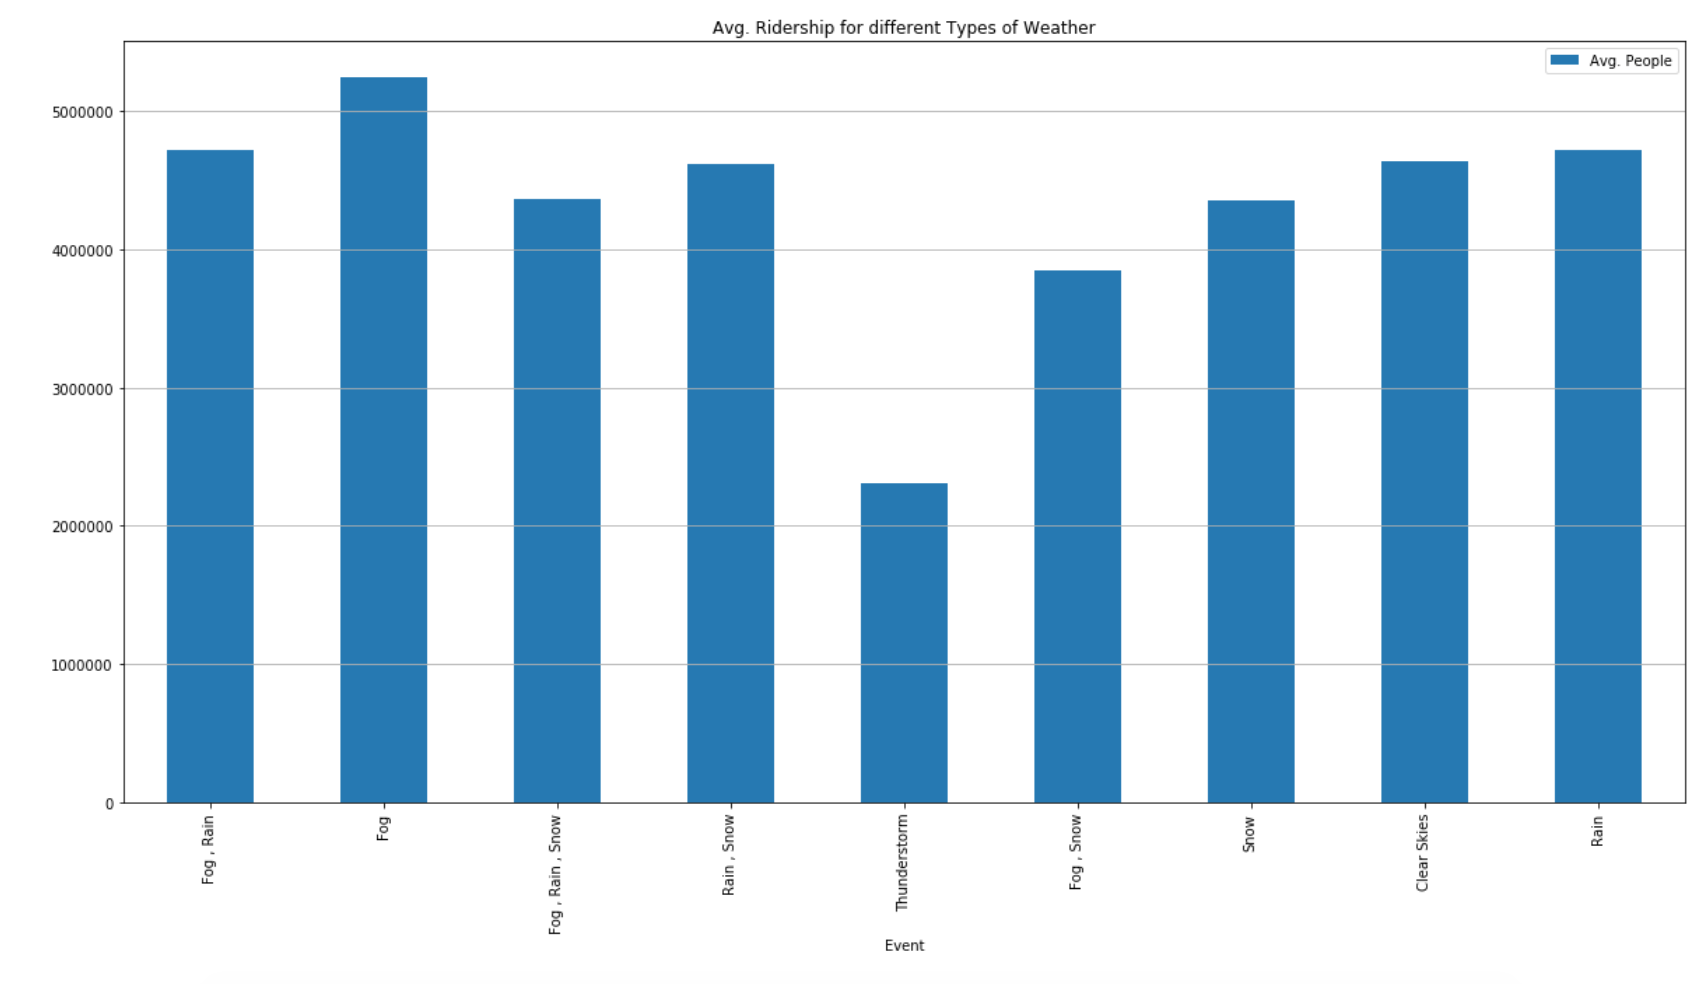 Avg. Ridership for different Types of Weather
Avg. People
5000000
4000000
3000000
2000000
1000000
0
Fog , Rain
Fog
Fog , Rain , Snow
Rain , Snow
Thunderstorm
Fog , Snow
Snow
Clear Skies
Rain
Event